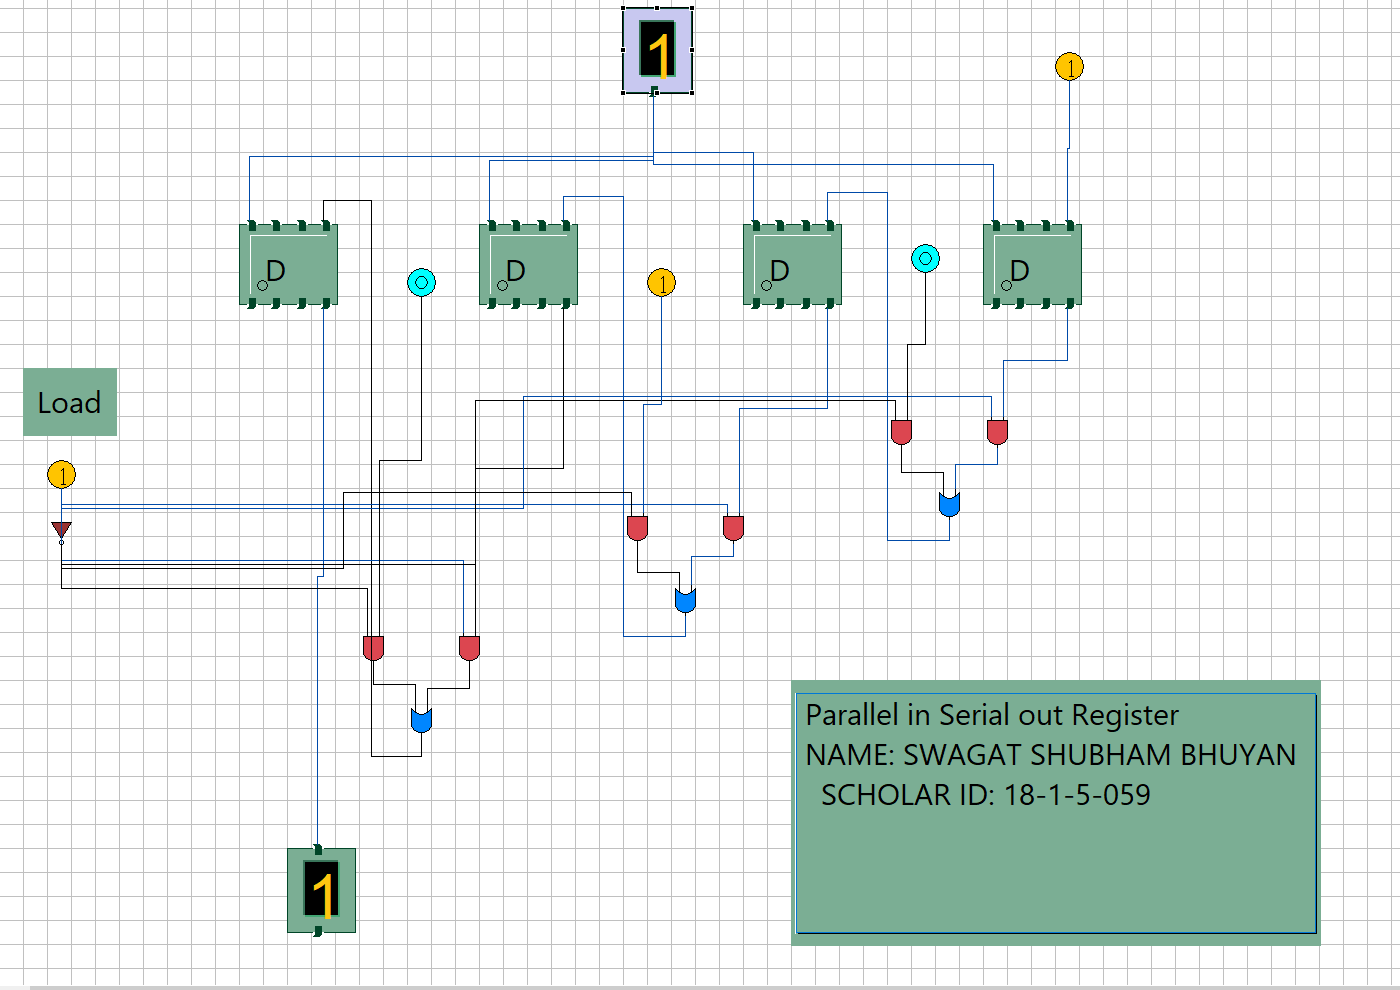 1
1
D
D
D
D
1
Load
1
Parallel in Serial out Register
NAME: SWAGAT SHUBHAM BHUYAN
SCHOLAR ID: 18-1-5-059
1